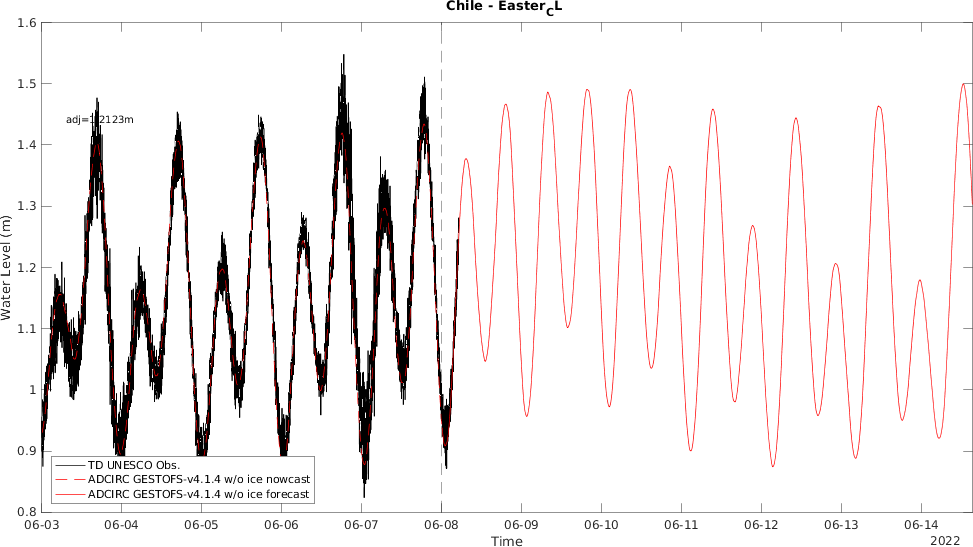 Chile - Easter_CL
1.6
1.5
1.4
1.3
1.2
1.1
1
0.9
0.8
Water Level (m)
adj=1.2123m
TD UNESCO Obs.
ADCIRC GESTOFS-v4.1.4 w/o ice nowcast
ADCIRC GESTOFS-v4.1.4 w/o ice forecast
06-03 06-04 06-05 06-06 06-07 06-08 06-09 06-10 06-11 06-12 06-13 06-14
Time
2022